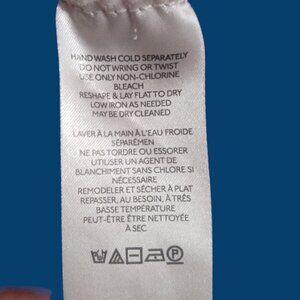 HAND WASH COLD SEPARATELY
DO NOT WRING OR TWIST
USE ONLY NON-CHLORINE
BLEACH
RESHAPE & LAY FLAT TO DRY
LOW IRON AS NEEDED
MAY BE DRY CLEANED
LAVER À LA MAIN À L'EAU FROIDE
SÉPARÉMEN
NE PAS TORDRE OU ESSORER
UTILISER UN AGENT DE
BLANCHIMENT SANS CHLORE SI
NÉCESSAIRE
REMODELER ET SÉCHER À PLAT
REPASSER, AU BESOIN, À TRÈS
BASSE TEMPÉRATURE
PEUT-ÊTRE ÊTRE NETTOYÉE
À SEC